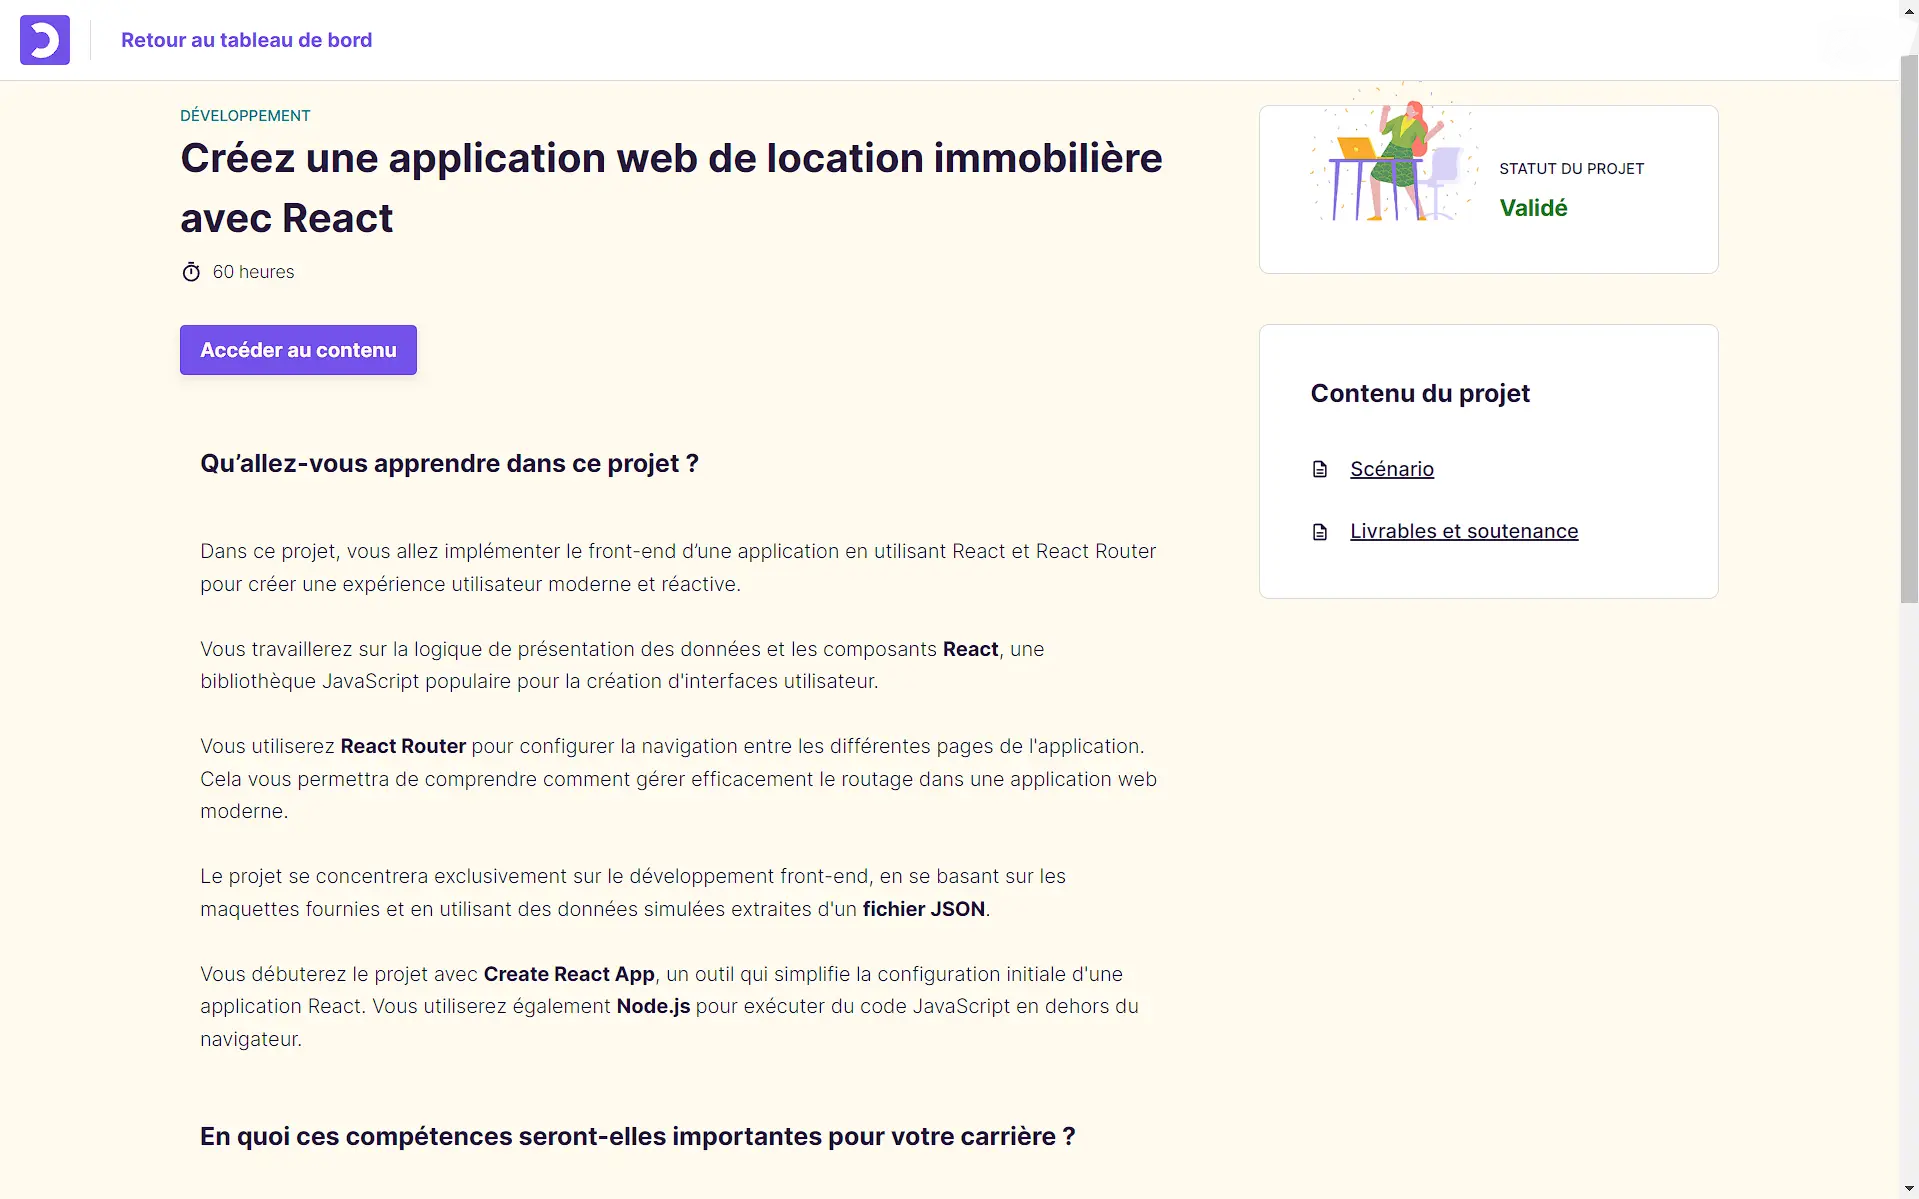 Retour au tableau de bord
DÉVELOPPEMENT
Créez une application web de location immobilière
avec React
60 heures
Accéder au contenu
STATUT DU PROJET
Validé
Contenu du projet
Scénario
Livrables et soutenance
Qu’allez-vous apprendre dans ce projet ?
Dans ce projet, vous allez implémenter le front-end d’une application en utilisant React et React Router
pour créer une expérience utilisateur moderne et réactive.
Vous travaillerez sur la logique de présentation des données et les composants React, une
bibliothèque JavaScript populaire pour la création d'interfaces utilisateur.
Vous utiliserez React Router pour configurer la navigation entre les différentes pages de l'application.
Cela vous permettra de comprendre comment gérer efficacement le routage dans une application web
moderne.
Le projet se concentrera exclusivement sur le développement front-end, en se basant sur les
maquettes fournies et en utilisant des données simulées extraites d'un fichier JSON.
Vous débuterez le projet avec Create React App, un outil qui simplifie la configuration initiale d'une
application React. Vous utiliserez également Node.js pour exécuter du code JavaScript en dehors du
navigateur.
En quoi ces compétences seront-elles importantes pour votre carrière ?